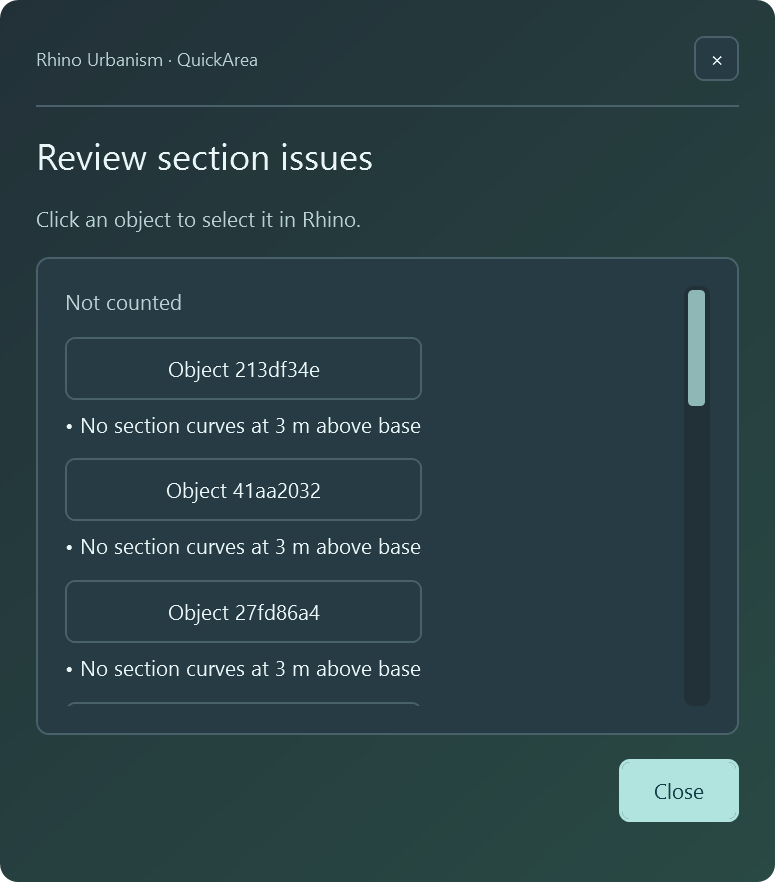 Rhino Urbanism · QuickArea
×
Review section issues
Click an object to select it in Rhino.
Not counted
Object 213df34e
• No section curves at 3 m above base
Object 41aa2032
• No section curves at 3 m above base
Object 27fd86a4
• No section curves at 3 m above base
Close